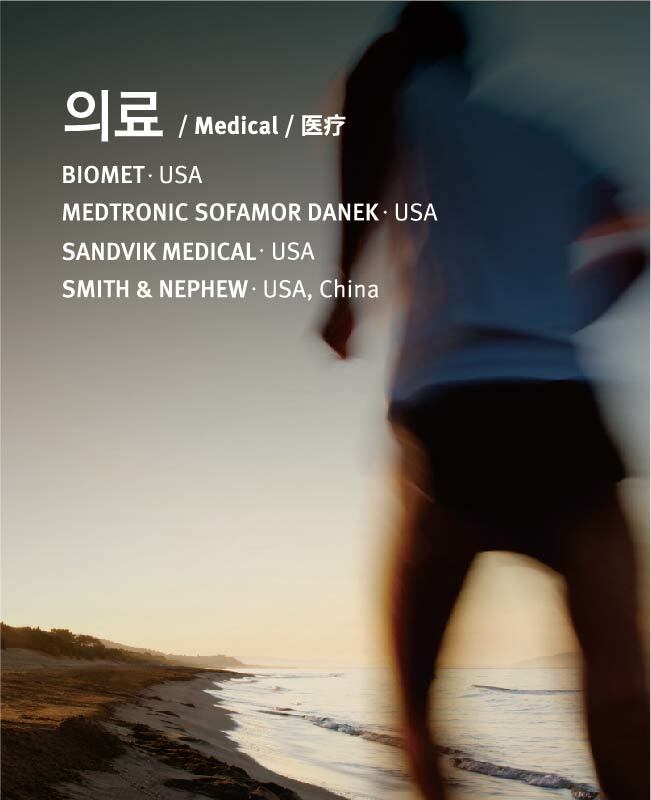 의료 / Medical / 医疗
BIOMET · USA
MEDTRONIC SOFAMOR DANEK · USA
SANDVIK MEDICAL · USA
SMITH & NEPHEW · USA, China